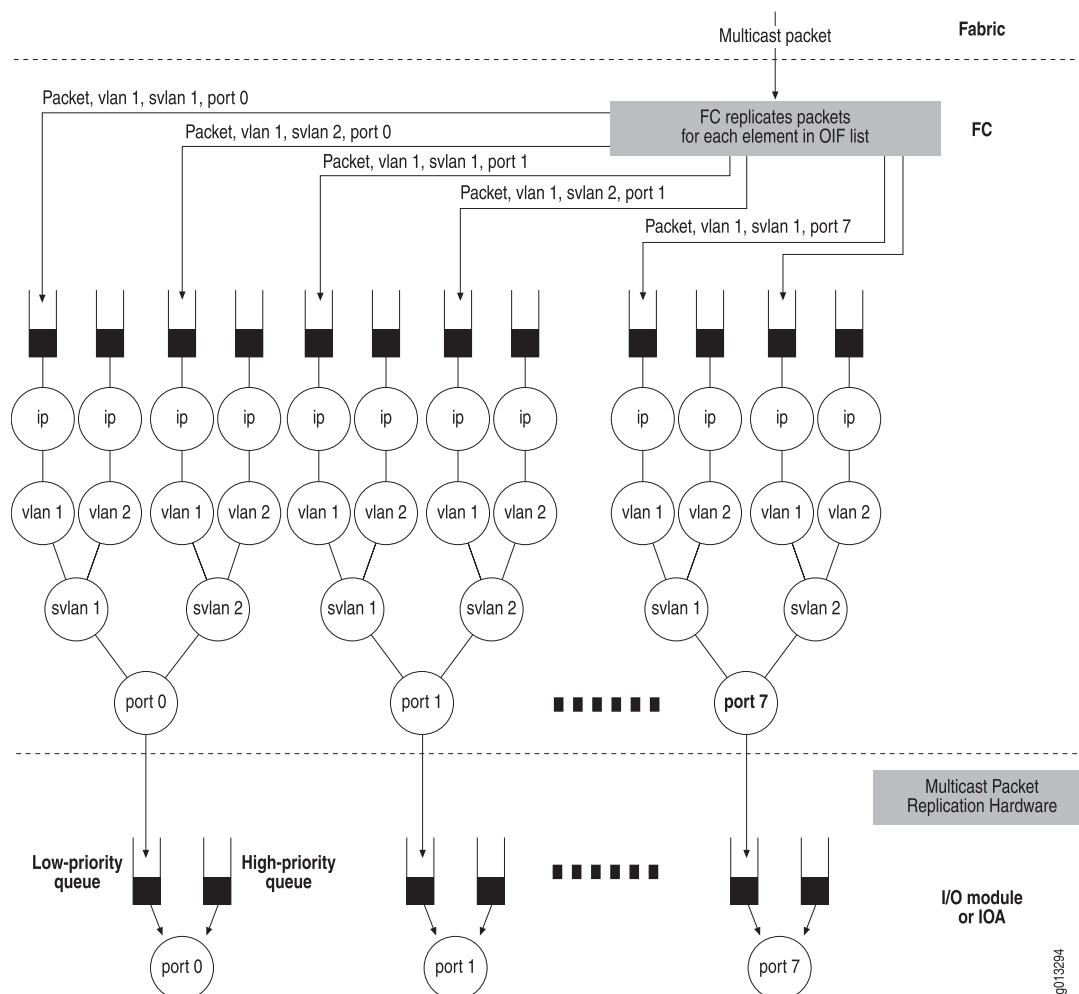 Multicast packet
Fabric
Packet, vlan 1, svlan 1, port 0
FC replicates packets
for each element in OIF list
FC
Packet, vlan 1, svlan 2, port 0
Packet, vlan 1, svlan 1, port 1
Packet, vlan 1, svlan 2, port 1
Packet, vlan 1, svlan 1, port 7
ip ip ip ip ip ip ip ip ip ip ip ip
vlan 1 vlan 2 vlan 1 vlan 2 vlan 1 vlan 2 vlan 1 vlan 2 vlan 1 vlan 2 vlan 1 vlan 2
svlan 1 svlan 2 svlan 1 svlan 2 svlan 1 svlan 2
port 0 port 1 port 7
Multicast Packet
Replication Hardware
Low-priority
queue
High-priority
queue
I/O module
or IOA
port 0 port 1 port 7
g013294